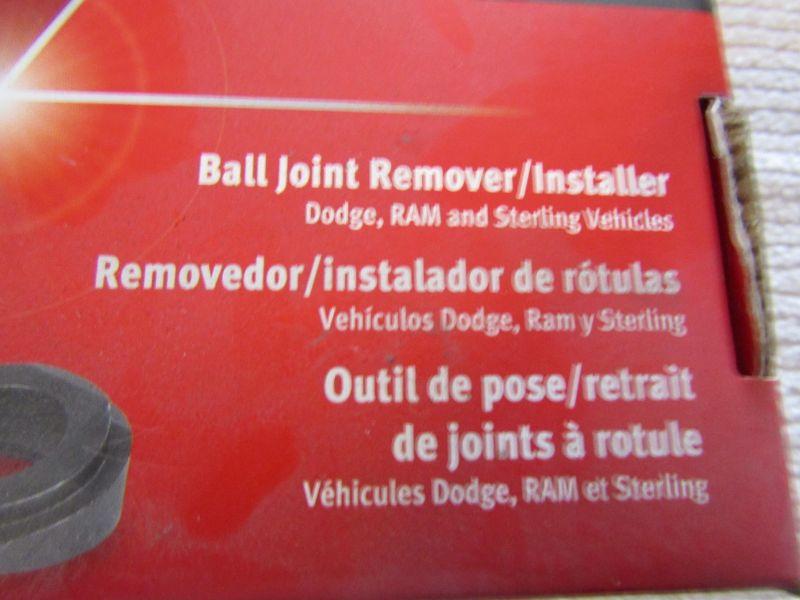 Ball Joint Remover/Installer
Dodge, RAM and Sterling Vehicles
Removedor/instalador de rótulas
Vehículos Dodge, Ram y Sterling
Outil de pose/retrait
de joints à rotule
Véhicules Dodge, RAM et Sterling